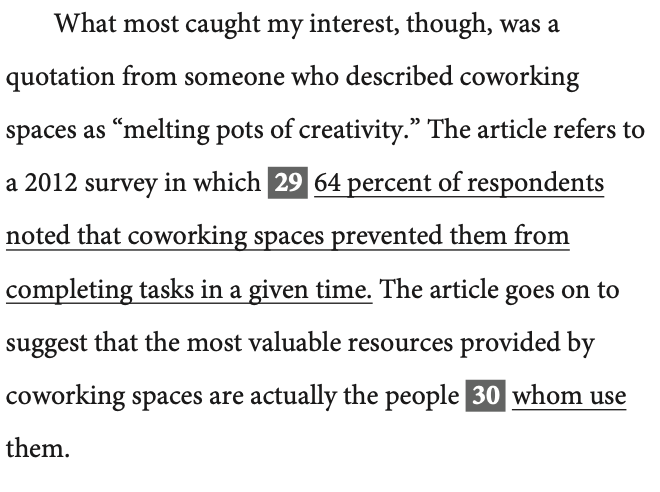 What most caught my interest, though, was a
quotation from someone who described coworking
spaces as “melting pots of creativity.” The article refers to
a 2012 survey in which 29 64 percent of respondents
noted that coworking spaces prevented them from
completing tasks in a given time. The article goes on to
suggest that the most valuable resources provided by
coworking spaces are actually the people 30 whom use
them.